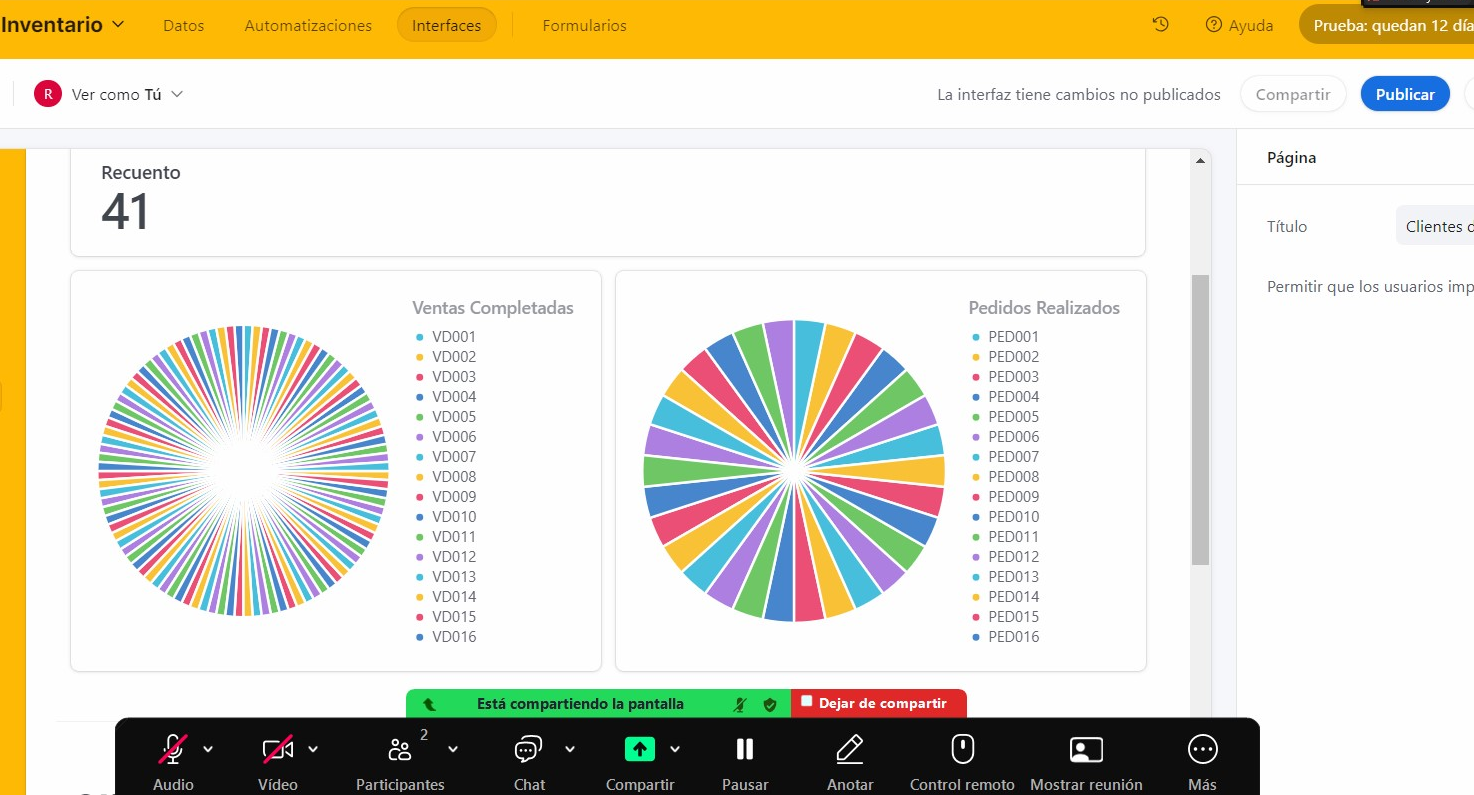 Inventario
Datos
Automatizaciones
Interfaces
Formularios
Ayuda
Prueba: quedan 12 día
R
Ver como Tú
La interfaz tiene cambios no publicados
Compartir
Publicar
Página
Recuento
41
Título
Clientes d
Permitir que los usuarios imp
Ventas Completadas
VD001
VD002
VD003
VD004
VD005
VD006
VD007
VD008
VD009
VD010
VD011
VD012
VD013
VD014
VD015
VD016
Pedidos Realizados
PED001
PED002
PED003
PED004
PED005
PED006
PED007
PED008
PED009
PED010
PED011
PED012
PED013
PED014
PED015
PED016
Está compartiendo la pantalla
Dejar de compartir
2
Audio
Vídeo
Participantes
Chat
Compartir
Pausar
Anotar
Control remoto
Mostrar reunión
Más